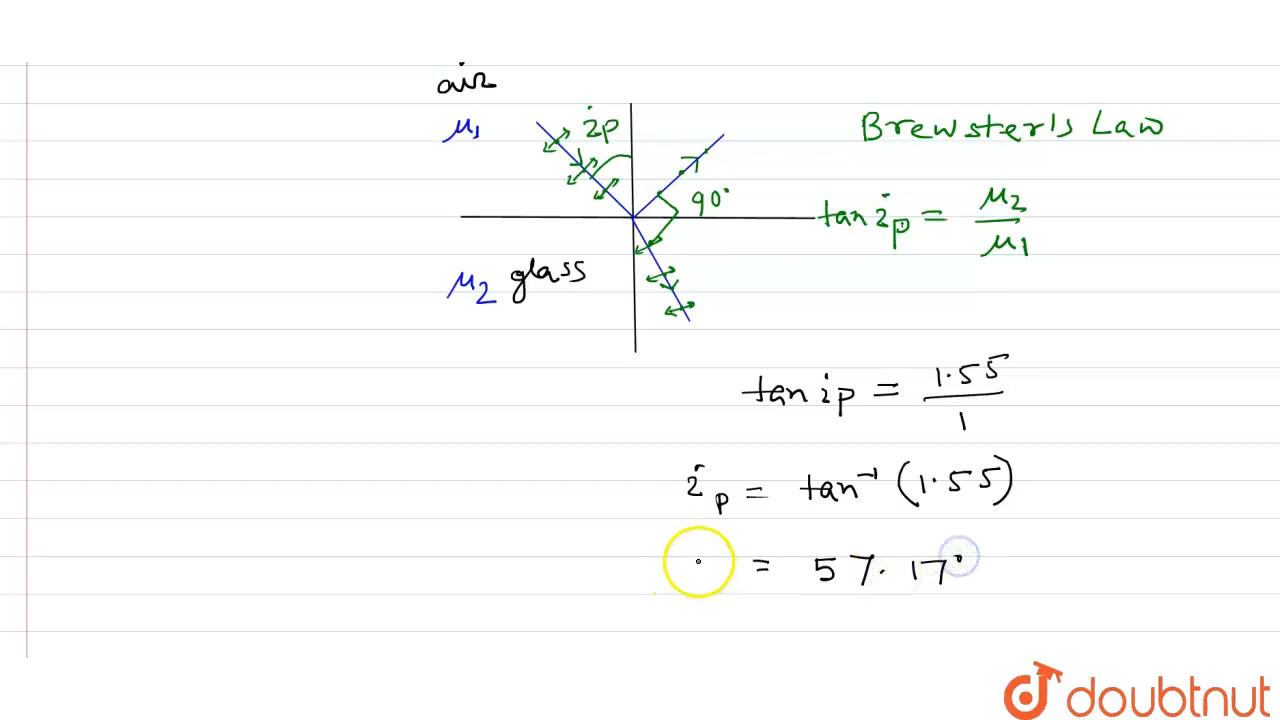 air
μ₁
ip
Brewster's Law
90°
tan ip = μ₂/μ₁
μ₂ glass
tan ip = 1.55/1
ip = tan⁻¹ (1.55)
= 57.17°
doubtnut